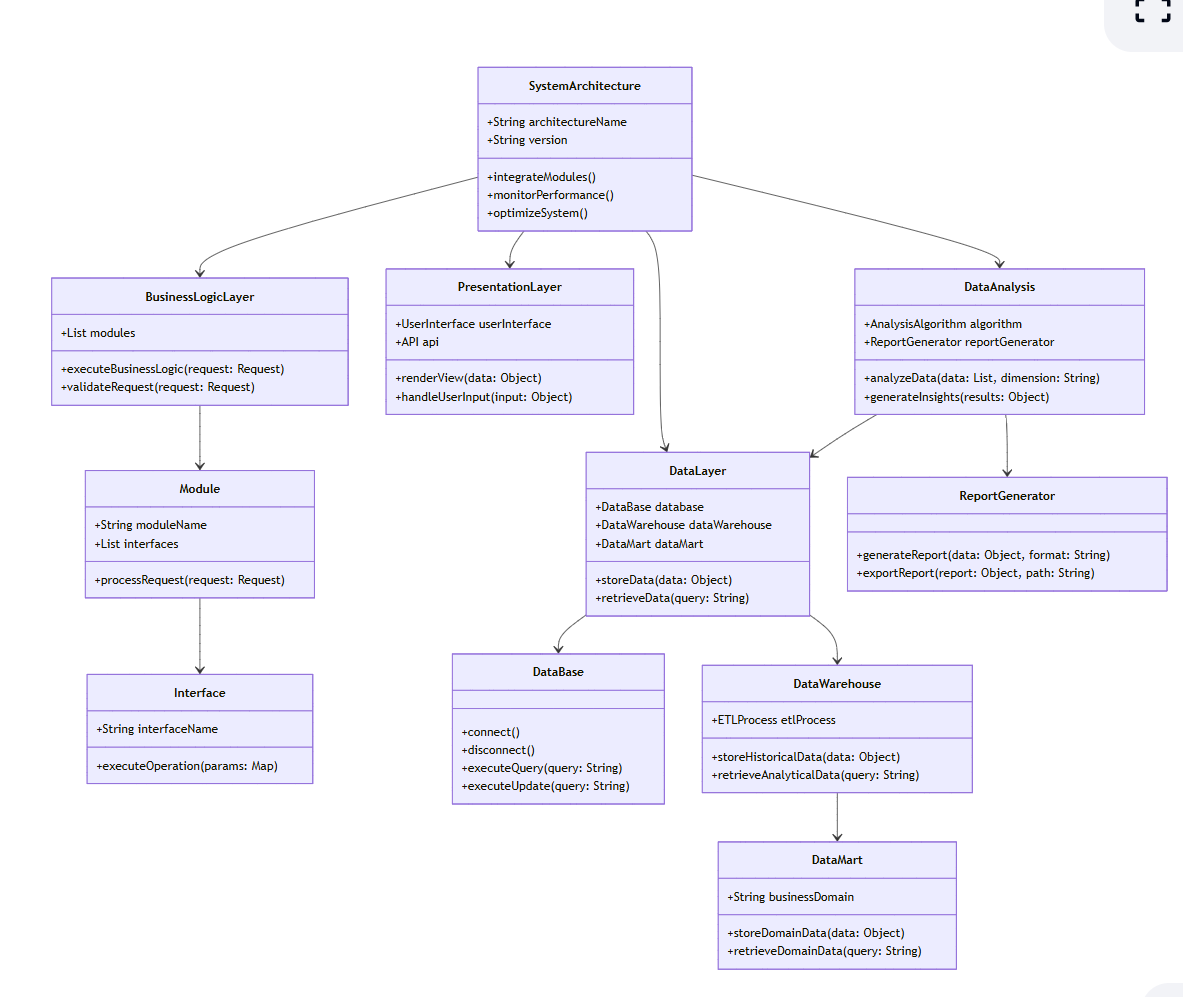 SystemArchitecture
+String architectureName
+String version
+integrateModules()
+monitorPerformance()
+optimizeSystem()
BusinessLogicLayer
+List modules
+executeBusinessLogic(request: Request)
+validateRequest(request: Request)
PresentationLayer
+UserInterface userInterface
+API api
+renderView(data: Object)
+handleUserInput(input: Object)
DataAnalysis
+AnalysisAlgorithm algorithm
+ReportGenerator reportGenerator
+analyzeData(data: List, dimension: String)
+generateInsights(results: Object)
Module
+String moduleName
+List interfaces
+processRequest(request: Request)
DataLayer
+DataBase database
+DataWarehouse dataWarehouse
+DataMart dataMart
+storeData(data: Object)
+retrieveData(query: String)
ReportGenerator
+generateReport(data: Object, format: String)
+exportReport(report: Object, path: String)
Interface
+String interfaceName
+executeOperation(params: Map)
DataBase
+connect()
+disconnect()
+executeQuery(query: String)
+executeUpdate(query: String)
DataWarehouse
+ETLProcess etlProcess
+storeHistoricalData(data: Object)
+retrieveAnalyticalData(query: String)
DataMart
+String businessDomain
+storeDomainData(data: Object)
+retrieveDomainData(query: String)